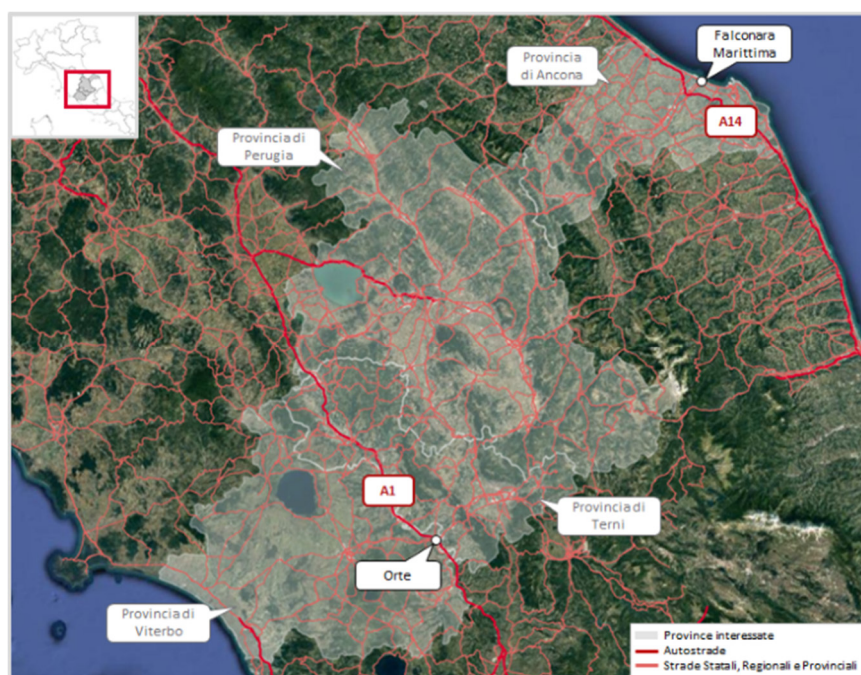 Falconara
Marittima
Provincia
di Ancona
A14
Provincia di
Perugia
A1
Provincia di
Terni
Orte
Provincia di
Viterbo
Province interessate
Autostrade
Strade Statali, Regionali e Provinciali